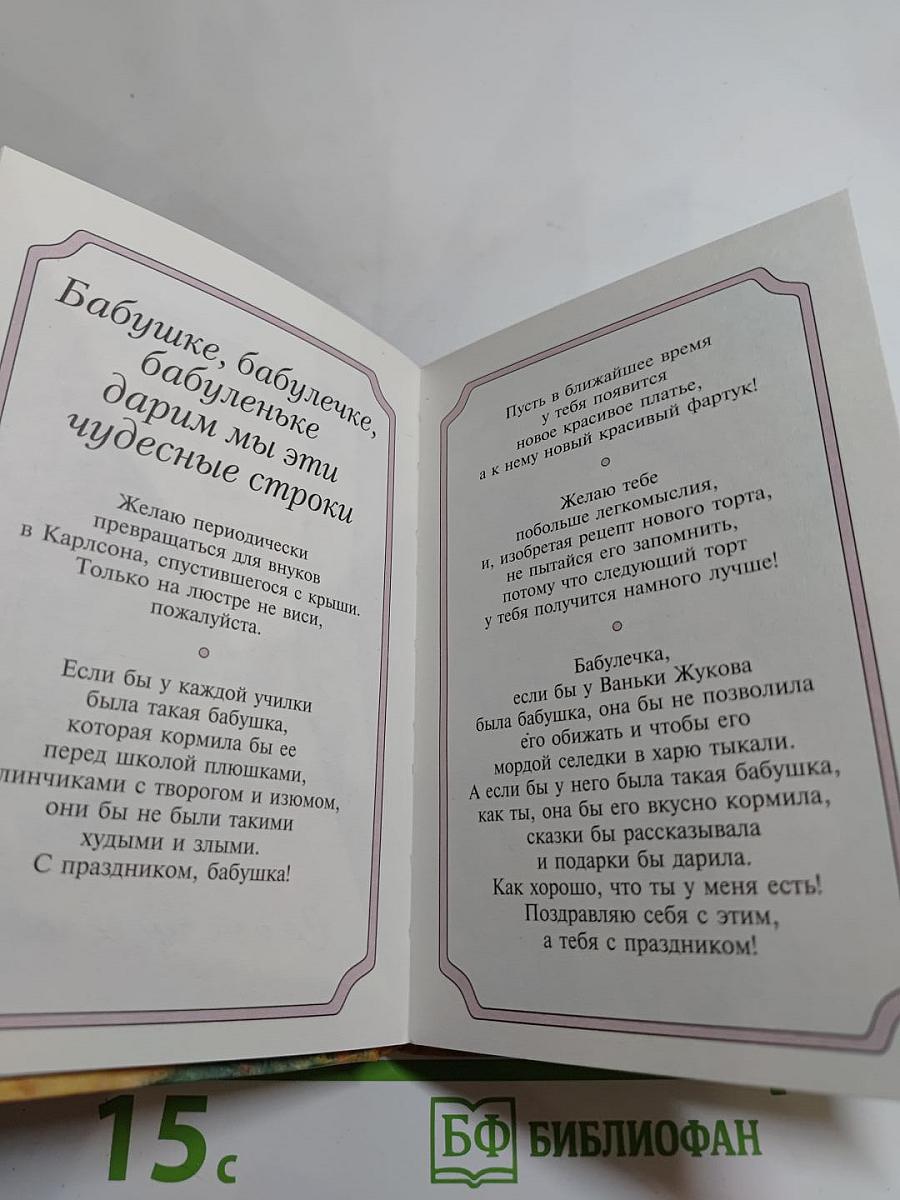 Бабушке, бабулечке,
бабуленьке
дарим мы эти
чудесные строки
Желаю периодически
превращаться для внуков
в Карлсона, спустившегося с крыши.
Только на люстре не виси,
пожалуйста.
Если бы у каждой училки
была такая бабушка,
которая кормила бы ее
перед школой плюшками,
линчиками с творогом и изюмом,
они бы не были такими
худыми и злыми.
С праздником, бабушка!
Пусть в ближайшее время
у тебя появится
новое красивое платье,
а к нему новый красивый фартук!
Желаю тебе
побольше легкомыслия,
и, изобретая рецепт нового торта,
не пытайся его запомнить,
потому что следующий торт
у тебя получится намного лучше!
Бабулечка,
если бы у Ваньки Жукова
была бабушка, она бы не позволила
его обижать и чтобы его
мордой селедки в харю тыкали.
А если бы у него была такая бабушка,
как ты, она бы его вкусно кормила,
сказки бы рассказывала
и подарки бы дарила.
Как хорошо, что ты у меня есть!
Поздравляю себя с этим,
а тебя с праздником!
15 с
БФ БИБЛИОФАН